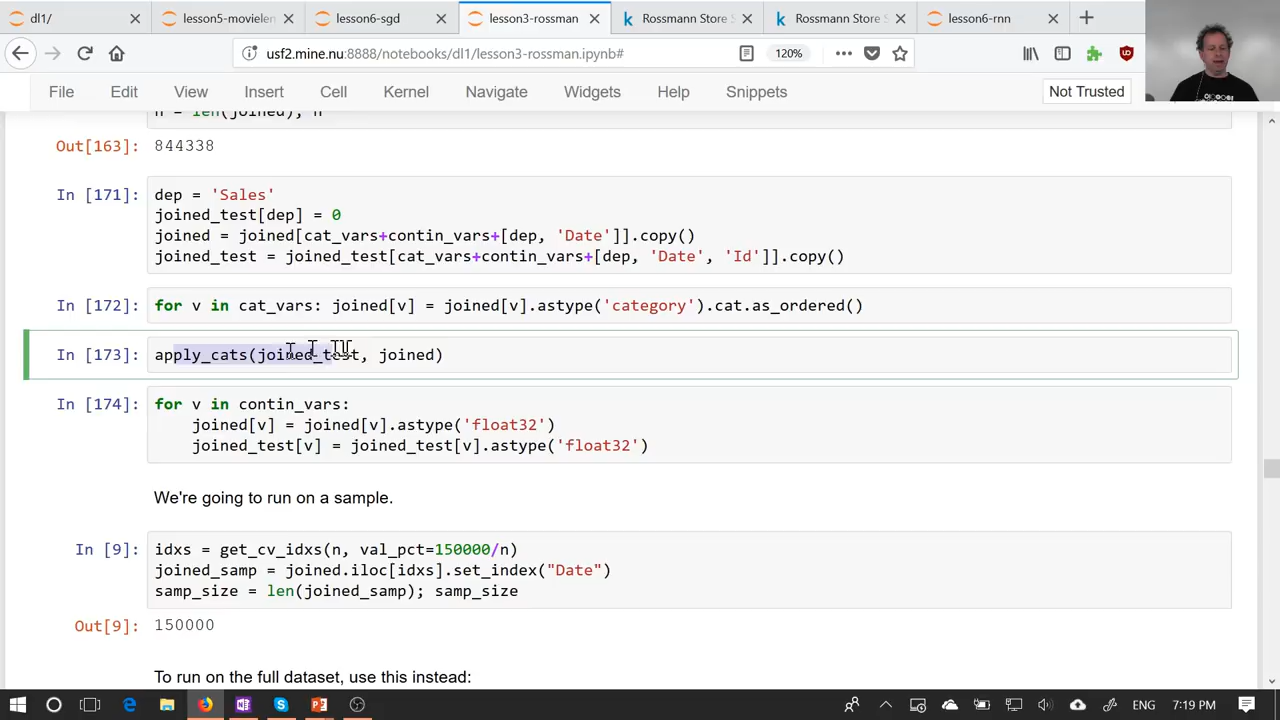 dl1/
lesson5-movielen
lesson6-sgd
lesson3-rossman
Rossmann Store S
Rossmann Store S
lesson6-rnn
usf2.mine.nu:8888/notebooks/dl1/lesson3-rossman.ipynb#
120%
File Edit View Insert Cell Kernel Navigate Widgets Help Snippets
Not Trusted
n = len(joined); n
Out[163]: 844338
In [171]: dep = 'Sales'
joined_test[dep] = 0
joined = joined[cat_vars+contin_vars+[dep, 'Date']].copy()
joined_test = joined_test[cat_vars+contin_vars+[dep, 'Date', 'Id']].copy()
In [172]: for v in cat_vars: joined[v] = joined[v].astype('category').cat.as_ordered()
In [173]: apply_cats(joined_test, joined)
In [174]: for v in contin_vars:
joined[v] = joined[v].astype('float32')
joined_test[v] = joined_test[v].astype('float32')
We're going to run on a sample.
In [9]: idxs = get_cv_idxs(n, val_pct=150000/n)
joined_samp = joined.iloc[idxs].set_index("Date")
samp_size = len(joined_samp); samp_size
Out[9]: 150000
To run on the full dataset, use this instead:
ENG
7:19 PM